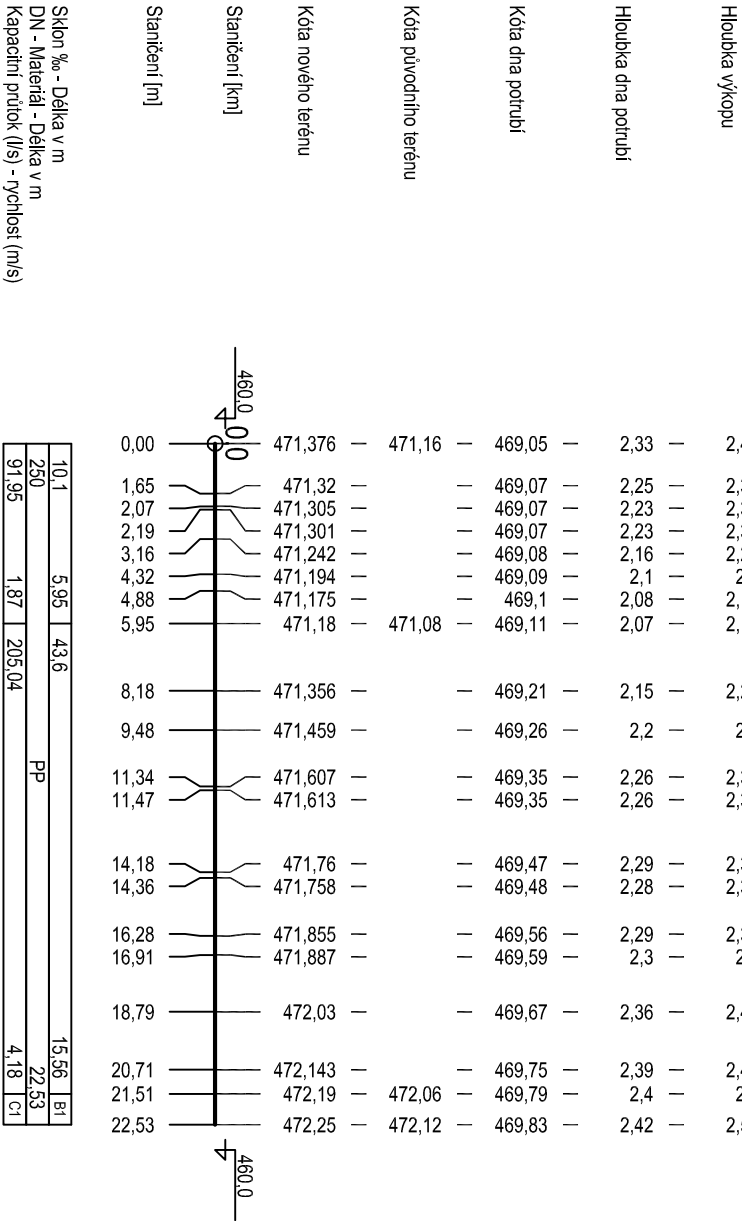 Hloubka výkopu
Hloubka dna potrubí
Kóta dna potrubí
Kóta původního terénu
Kóta nového terénu
Staničení [km]
Staničení [m]
Sklon ‰ - Délka v m
DN - Materiál - Délka v m
Kapacitní průtok (l/s) - rychlost (m/s)
460,0
0,0
0,00 471,376 471,16 469,05 2,33
1,65 471,32 469,07 2,25
2,07 471,305 469,07 2,23
2,19 471,301 469,07 2,23
3,16 471,242 469,08 2,16
4,32 471,194 469,09 2,1
4,88 471,175 469,1 2,08
5,95 471,18 471,08 469,11 2,07
8,18 471,356 469,21 2,15
9,48 471,459 469,26 2,2
11,34 471,607 469,35 2,26
11,47 471,613 469,35 2,26
14,18 471,76 469,47 2,29
14,36 471,758 469,48 2,28
16,28 471,855 469,56 2,29
16,91 471,887 469,59 2,3
18,79 472,03 469,67 2,36
20,71 472,143 469,75 2,39
21,51 472,19 472,06 469,79 2,4
22,53 472,25 472,12 469,83 2,42
460,0
10,1 5,95 43,6 15,56 B1
250 PP 22,53
91,95 1,87 205,04 4,18 C1